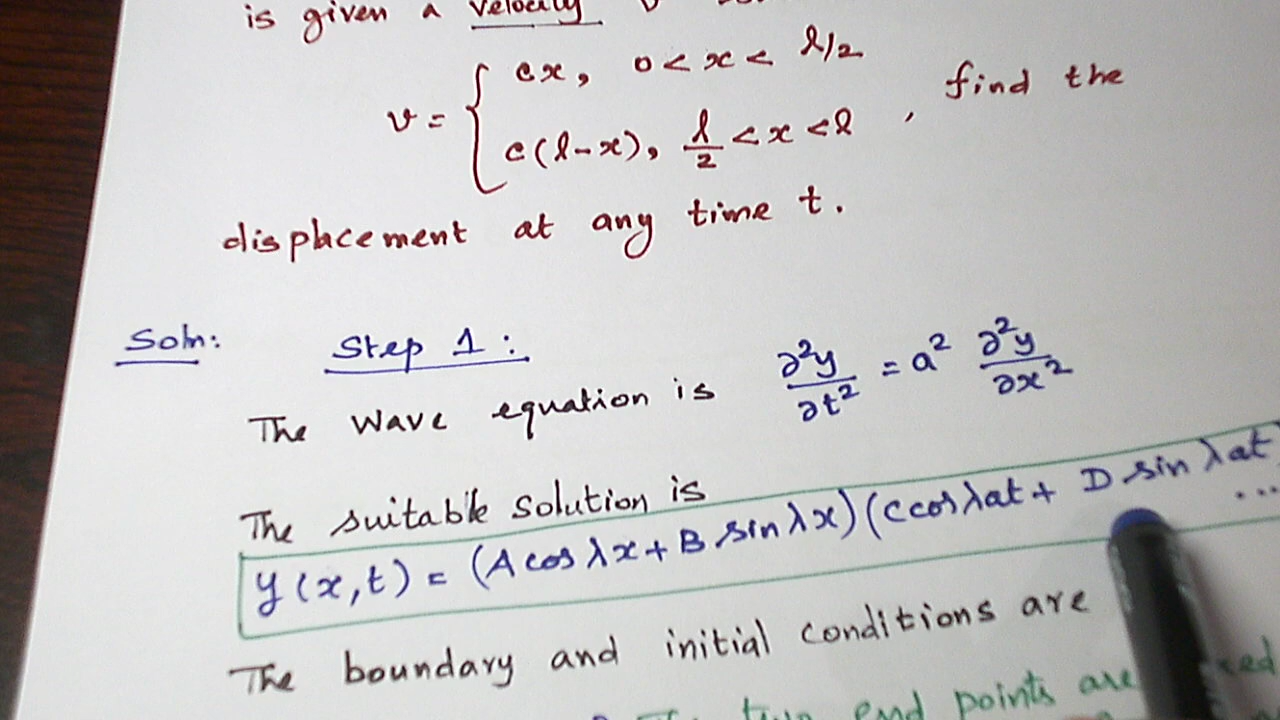 is given a velocity v
v = { cx, 0 < x < l/2
c(l-x), l/2 < x < l , find the
displacement at any time t.
Soln: Step 1:
The wave equation is ∂²y/∂t² = a² ∂²y/∂x²
The suitable solution is
y(x,t) = (A cos λx + B sin λx)(C cos λat + D sin λat) ...
The boundary and initial conditions are
end points are